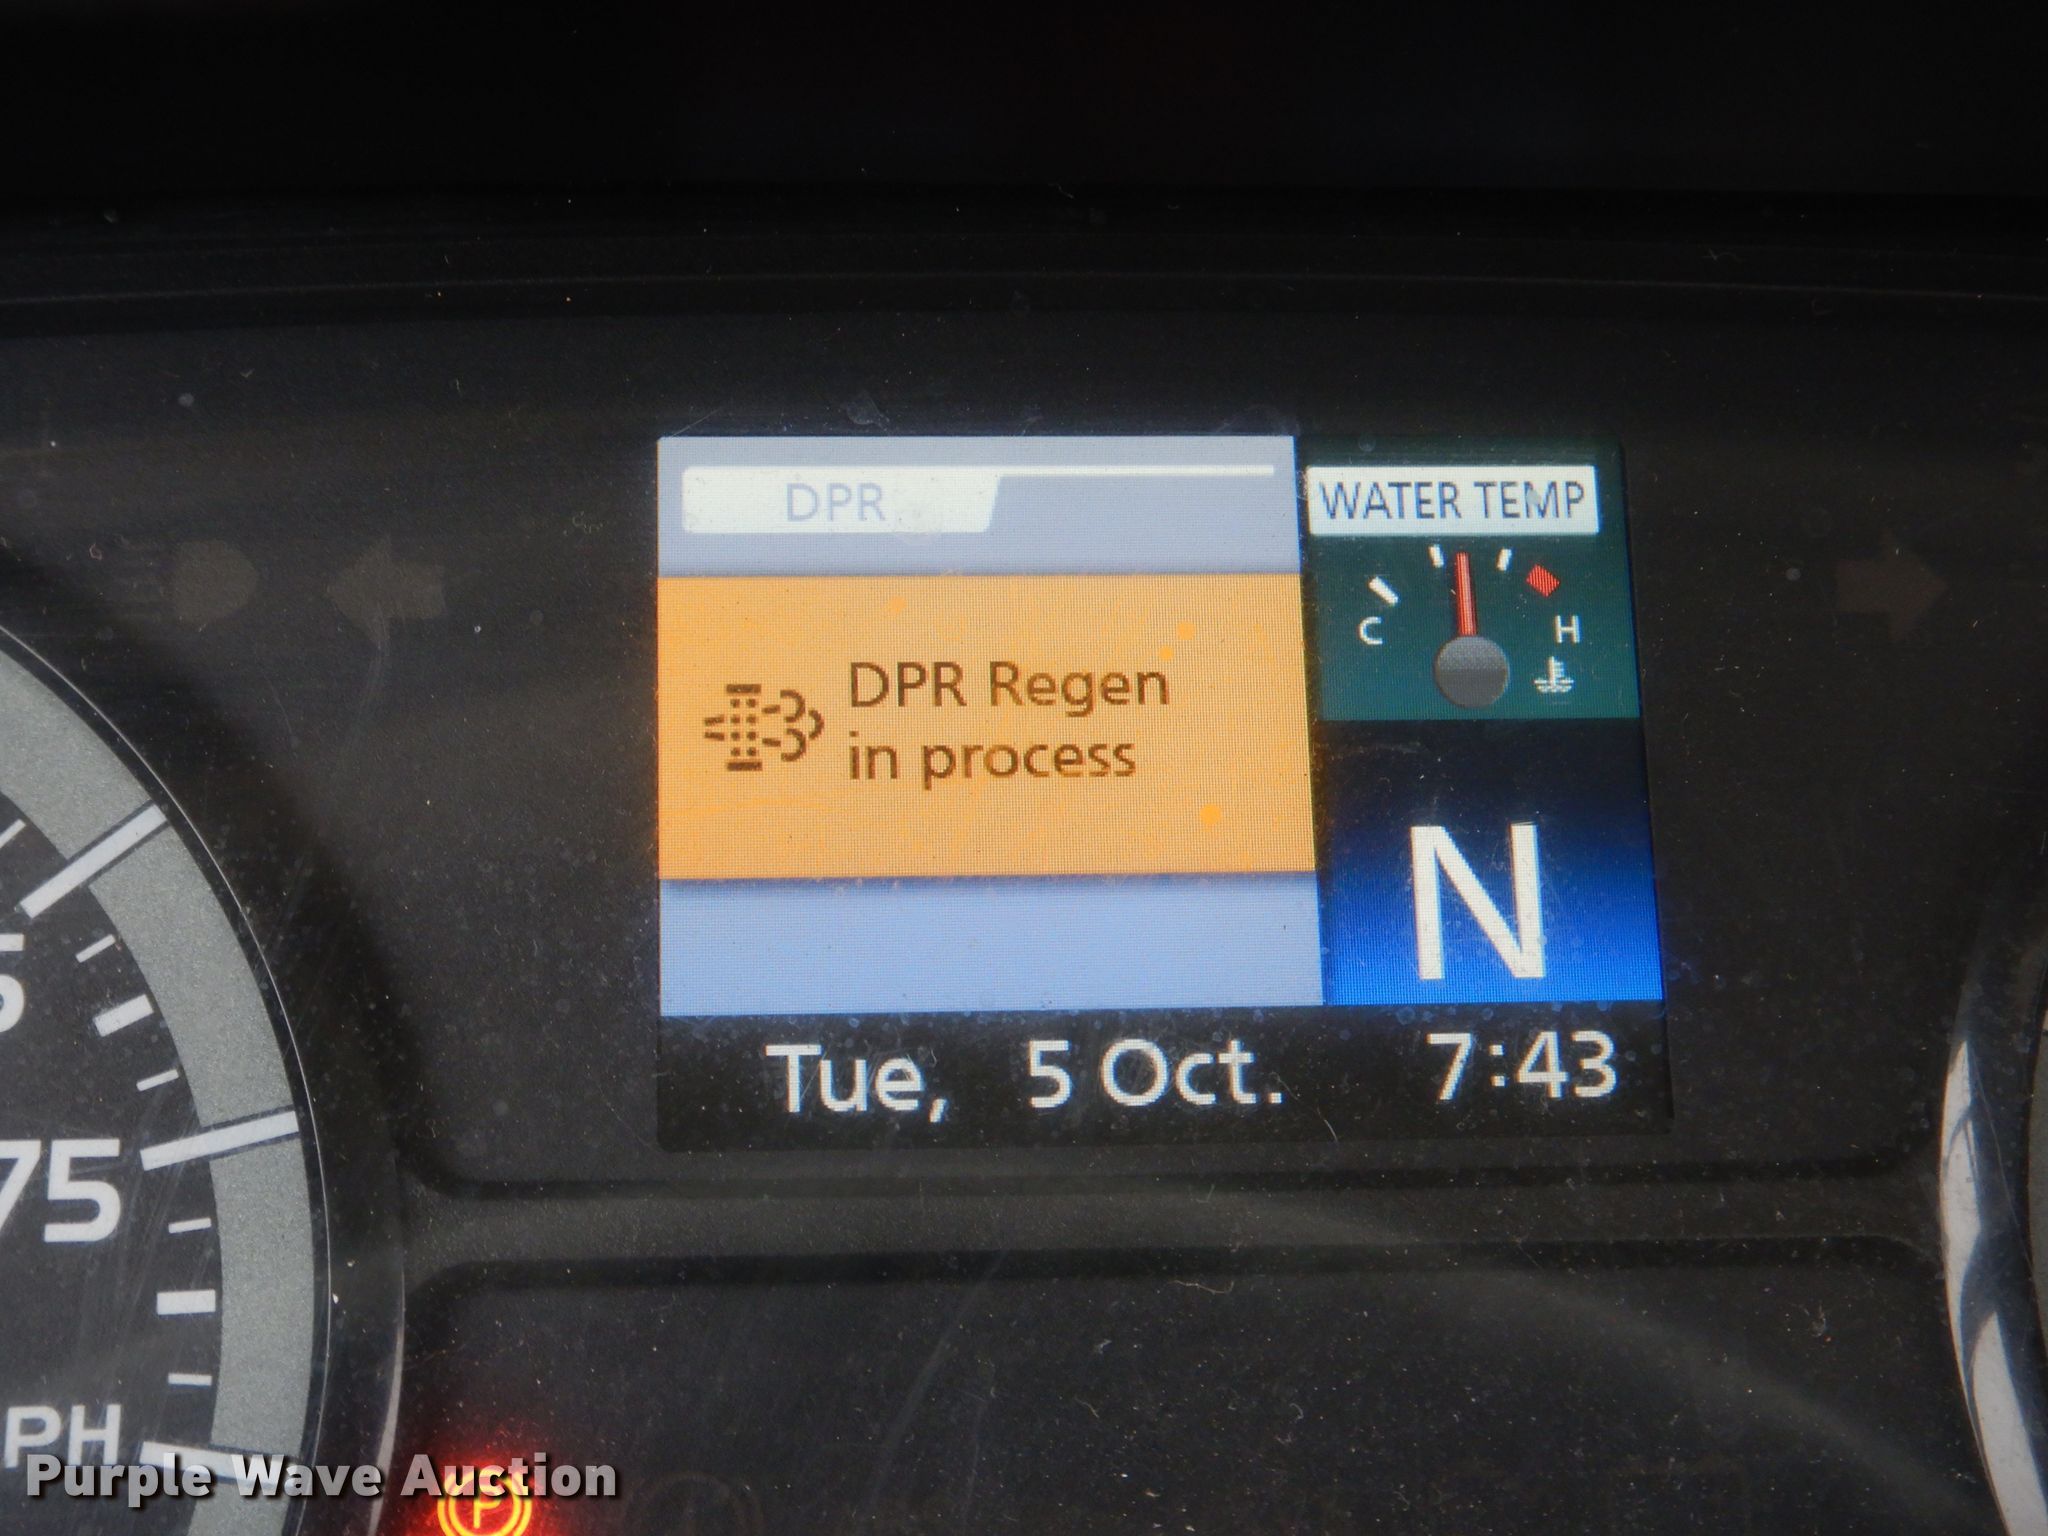 DPR
WATER TEMP
C
H
DPR Regen
in process
N
Tue, 5 Oct. 7:43
75
PH
Purple Wave Auction
P